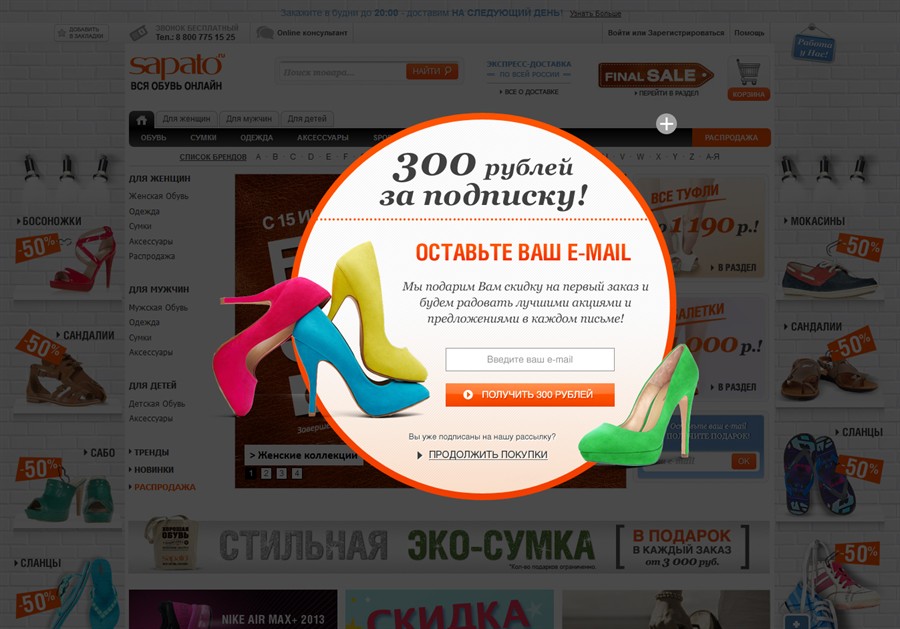 Закажите в будни до 20:00 - доставим НА СЛЕДУЮЩИЙ ДЕНЬ! Узнать Больше
ДОБАВИТЬ
В ЗАКЛАДКИ
ЗВОНОК БЕСПЛАТНЫЙ
Тел.: 8 800 775 15 25
Online консультант
Войти или Зарегистрироваться
Помощь
Работа
у Нас!
sapato.ru
ВСЯ ОБУВЬ ОНЛАЙН
Поиск товара...
НАЙТИ
ЭКСПРЕСС-ДОСТАВКА
ПО ВСЕЙ РОССИИ
ВСЕ О ДОСТАВКЕ
FINAL SALE
ПЕРЕЙТИ В РАЗДЕЛ
КОРЗИНА
Для женщин
Для мужчин
Для детей
ОБУВЬ СУМКИ ОДЕЖДА АКСЕССУАРЫ РАСПРОДАЖА
СПИСОК БРЕНДОВ A B C D E F V W X Y Z А-Я
300 рублей
за подписку!
ОСТАВЬТЕ ВАШ E-MAIL
Мы подарим Вам скидку на первый заказ и
будем радовать лучшими акциями и
предложениями в каждом письме!
Введите ваш e-mail
ПОЛУЧИТЬ 300 РУБЛЕЙ
Вы уже подписаны на нашу рассылку?
ПРОДОЛЖИТЬ ПОКУПКИ
ДЛЯ ЖЕНЩИН
Женская Обувь
Одежда
Сумки
Аксессуары
Распродажа
ДЛЯ МУЖЧИН
Мужская Обувь
Одежда
Сумки
Аксессуары
ДЛЯ ДЕТЕЙ
Детская Обувь
Аксессуары
ТРЕНДЫ
НОВИНКИ
РАСПРОДАЖА
БОСОНОЖКИ
-50%
САНДАЛИИ
-50%
САБО
-50%
СЛАНЦЫ
-50%
С 15
> Женские коллекции
1 2 3 4
ВСЕ ТУФЛИ
1190 р.!
В РАЗДЕЛ
р.!
В РАЗДЕЛ
ваш e-mail
ПОДАРОК!
e-mail
OK
МОКАСИНЫ
-50%
САНДАЛИИ
-50%
СЛАНЦЫ
-50%
-50%
ХОРОШАЯ
ОБУВЬ
СТИЛЬНАЯ ЭКО-СУМКА
*Кол-во подарков ограничено.
В ПОДАРОК
В КАЖДЫЙ ЗАКАЗ
от 3 000 руб.
NIKE AIR MAX+ 2013
СКИДКА